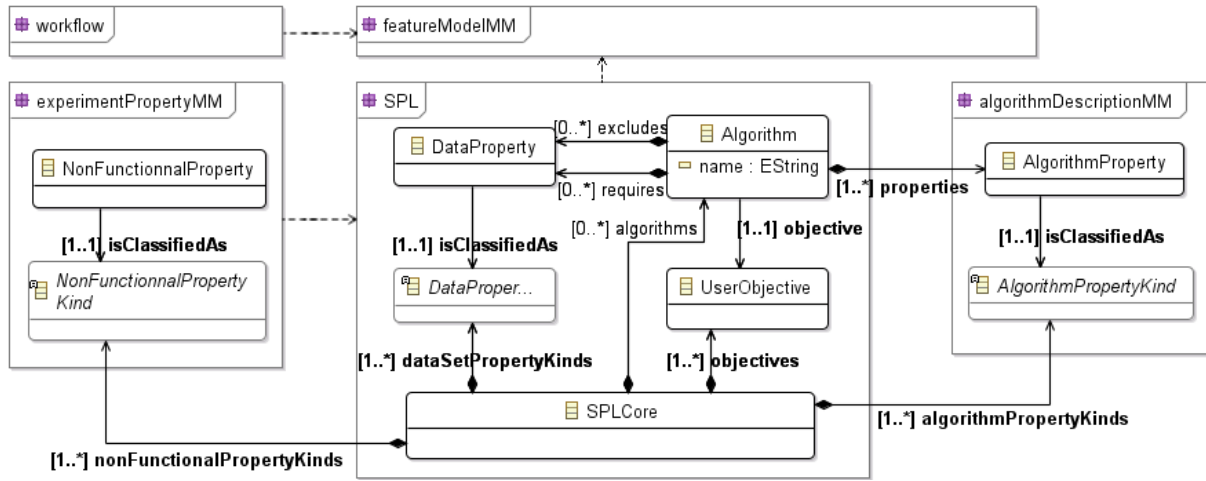 workflow
featureModelMM
experimentPropertyMM
SPL
algorithmDescriptionMM
[0..*] excludes
DataProperty
Algorithm
name : EString
NonFunctionnalProperty
AlgorithmProperty
[0..*] requires
[1..*] properties
[0..*] algorithms
[1..1] objective
[1..1] isClassifiedAs
[1..1] isClassifiedAs
[1..1] isClassifiedAs
NonFunctionnalProperty
Kind
DataProper...
UserObjective
AlgorithmPropertyKind
[1..*] dataSetPropertyKinds
[1..*] objectives
SPLCore
[1..*] algorithmPropertyKinds
[1..*] nonFunctionalPropertyKinds